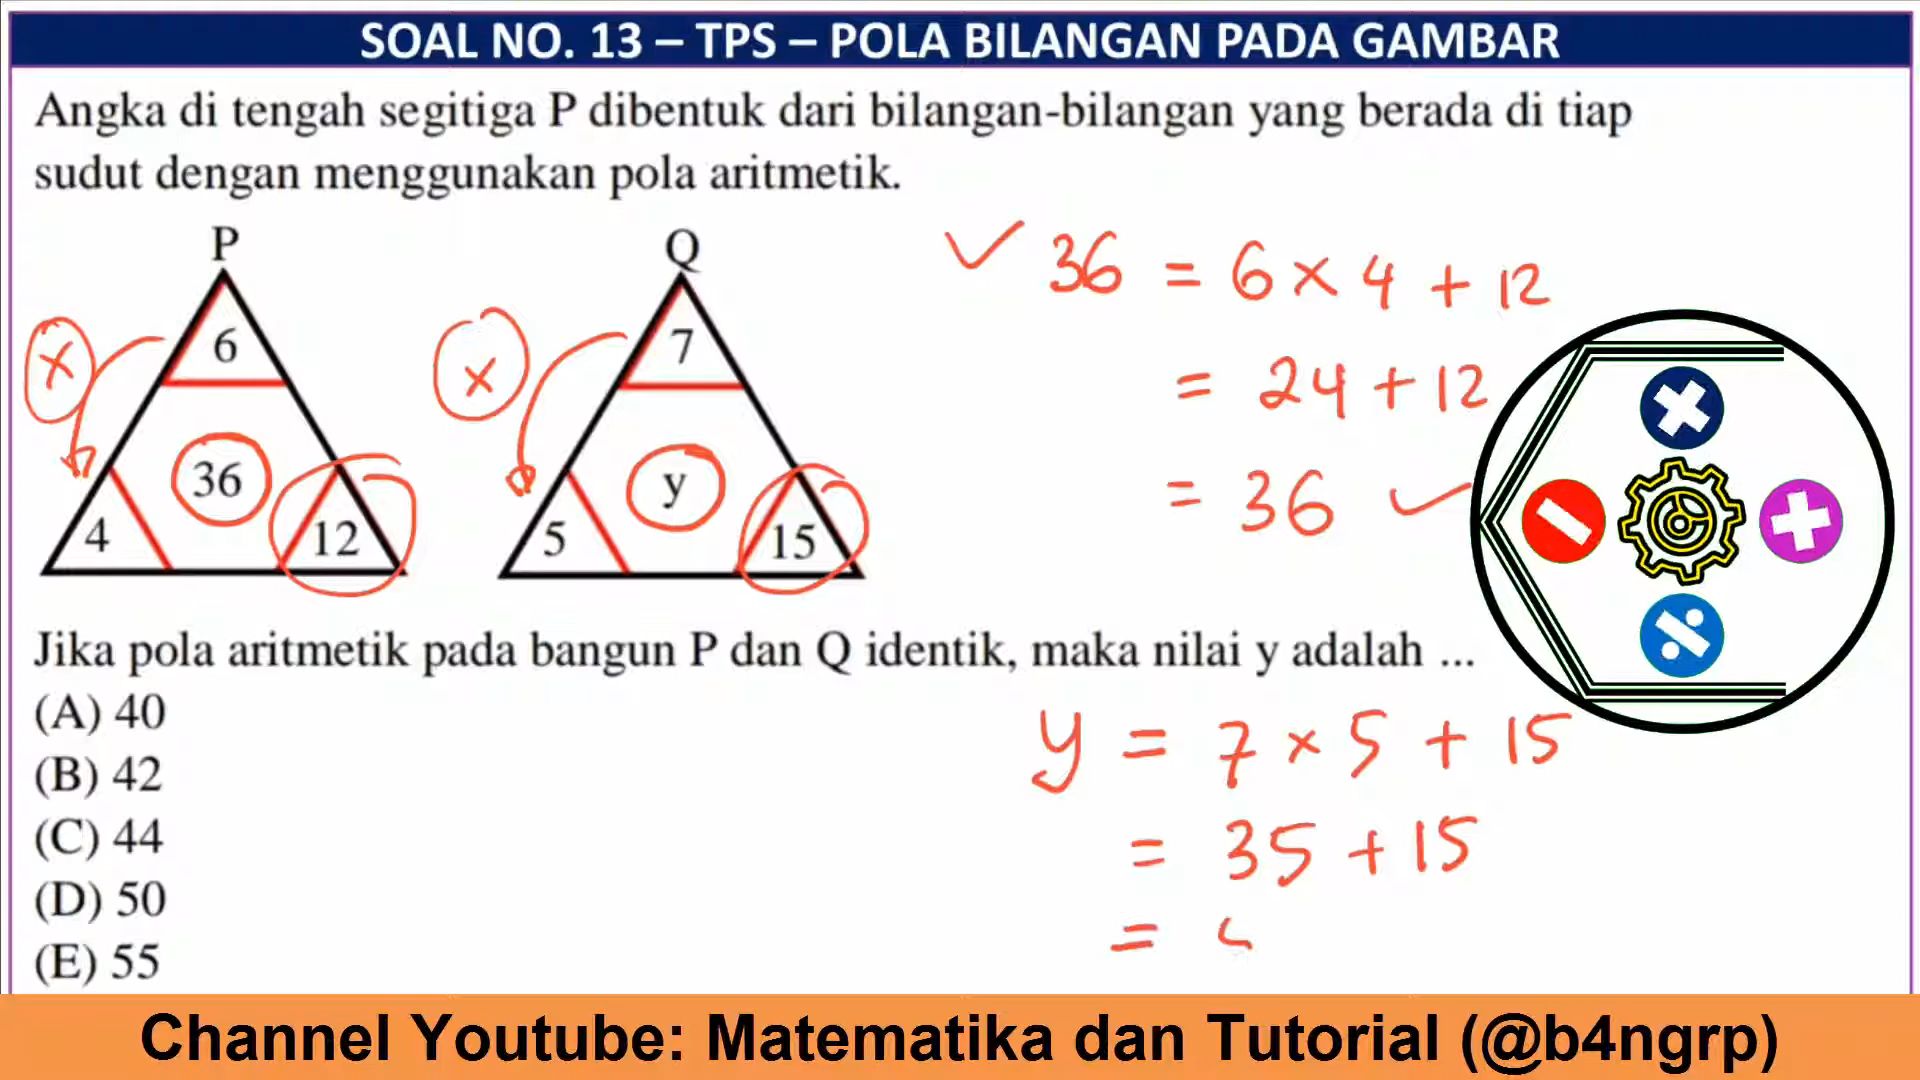 SOAL NO. 13 – TPS – POLA BILANGAN PADA GAMBAR
Angka di tengah segitiga P dibentuk dari bilangan-bilangan yang berada di tiap
sudut dengan menggunakan pola aritmetik.
P
6
×
36
4
12
Q
7
×
y
5
15
✓ 36 = 6 × 4 + 12
= 24 + 12
= 36 ✓
Jika pola aritmetik pada bangun P dan Q identik, maka nilai y adalah ...
(A) 40
(B) 42
(C) 44
(D) 50
(E) 55
y = 7 × 5 + 15
= 35 + 15
=
Channel Youtube: Matematika dan Tutorial (@b4ngrp)